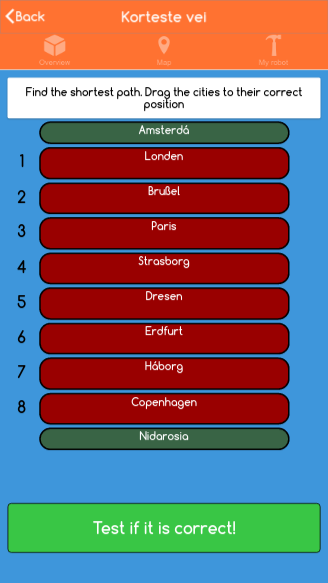 Back
Korteste vei
Overview
Map
My robot
Find the shortest path. Drag the cities to their correct
position
Amsterdá
1 Londen
2 Brußel
3 Paris
4 Strasborg
5 Dresen
6 Erdfurt
7 Háborg
8 Copenhagen
Nidarosia
Test if it is correct!